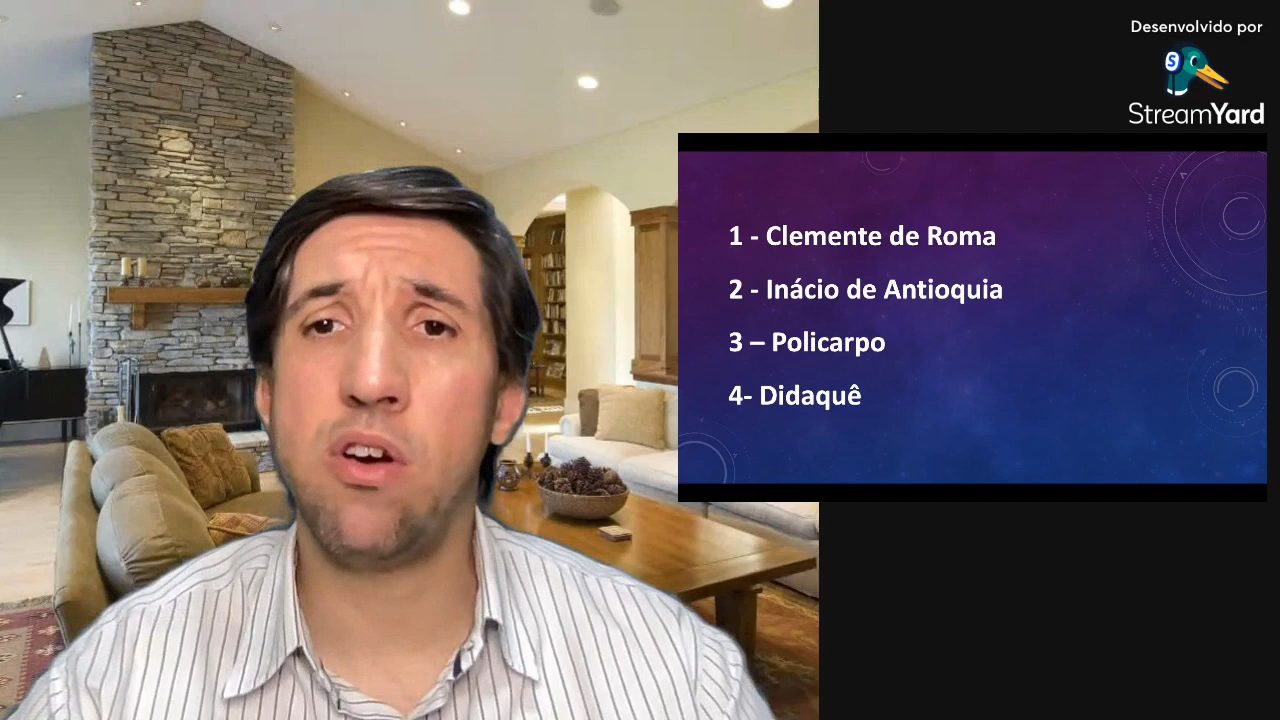 Desenvolvido por
StreamYard
1 - Clemente de Roma
2 - Inácio de Antioquia
3 – Policarpo
4- Didaquê